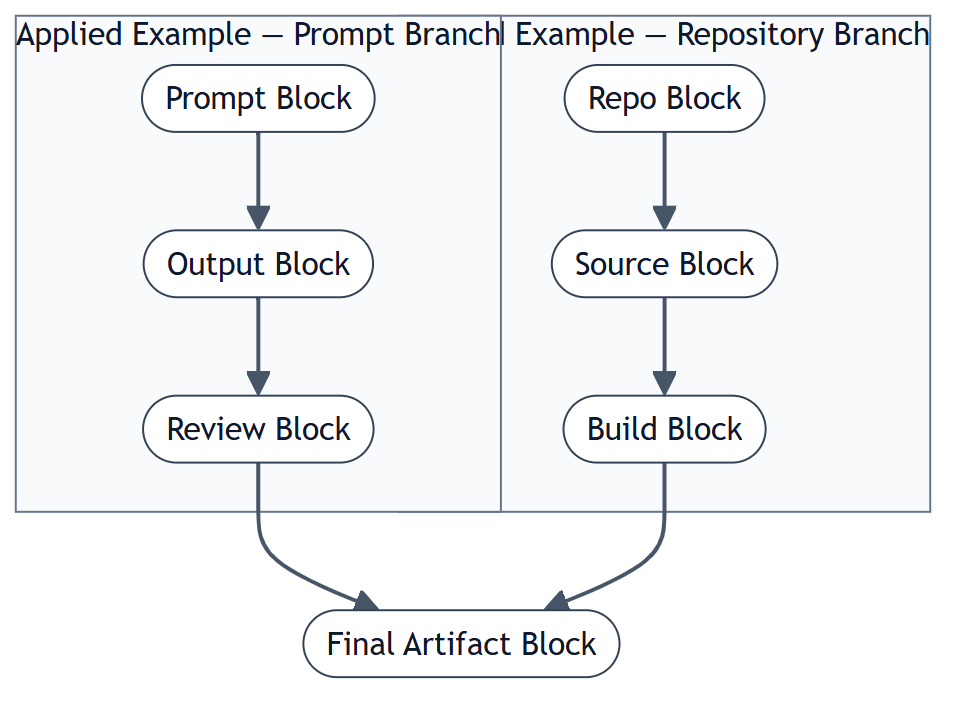 Applied Example — Prompt Branch
Example — Repository Branch
Prompt Block
Repo Block
Output Block
Source Block
Review Block
Build Block
Final Artifact Block